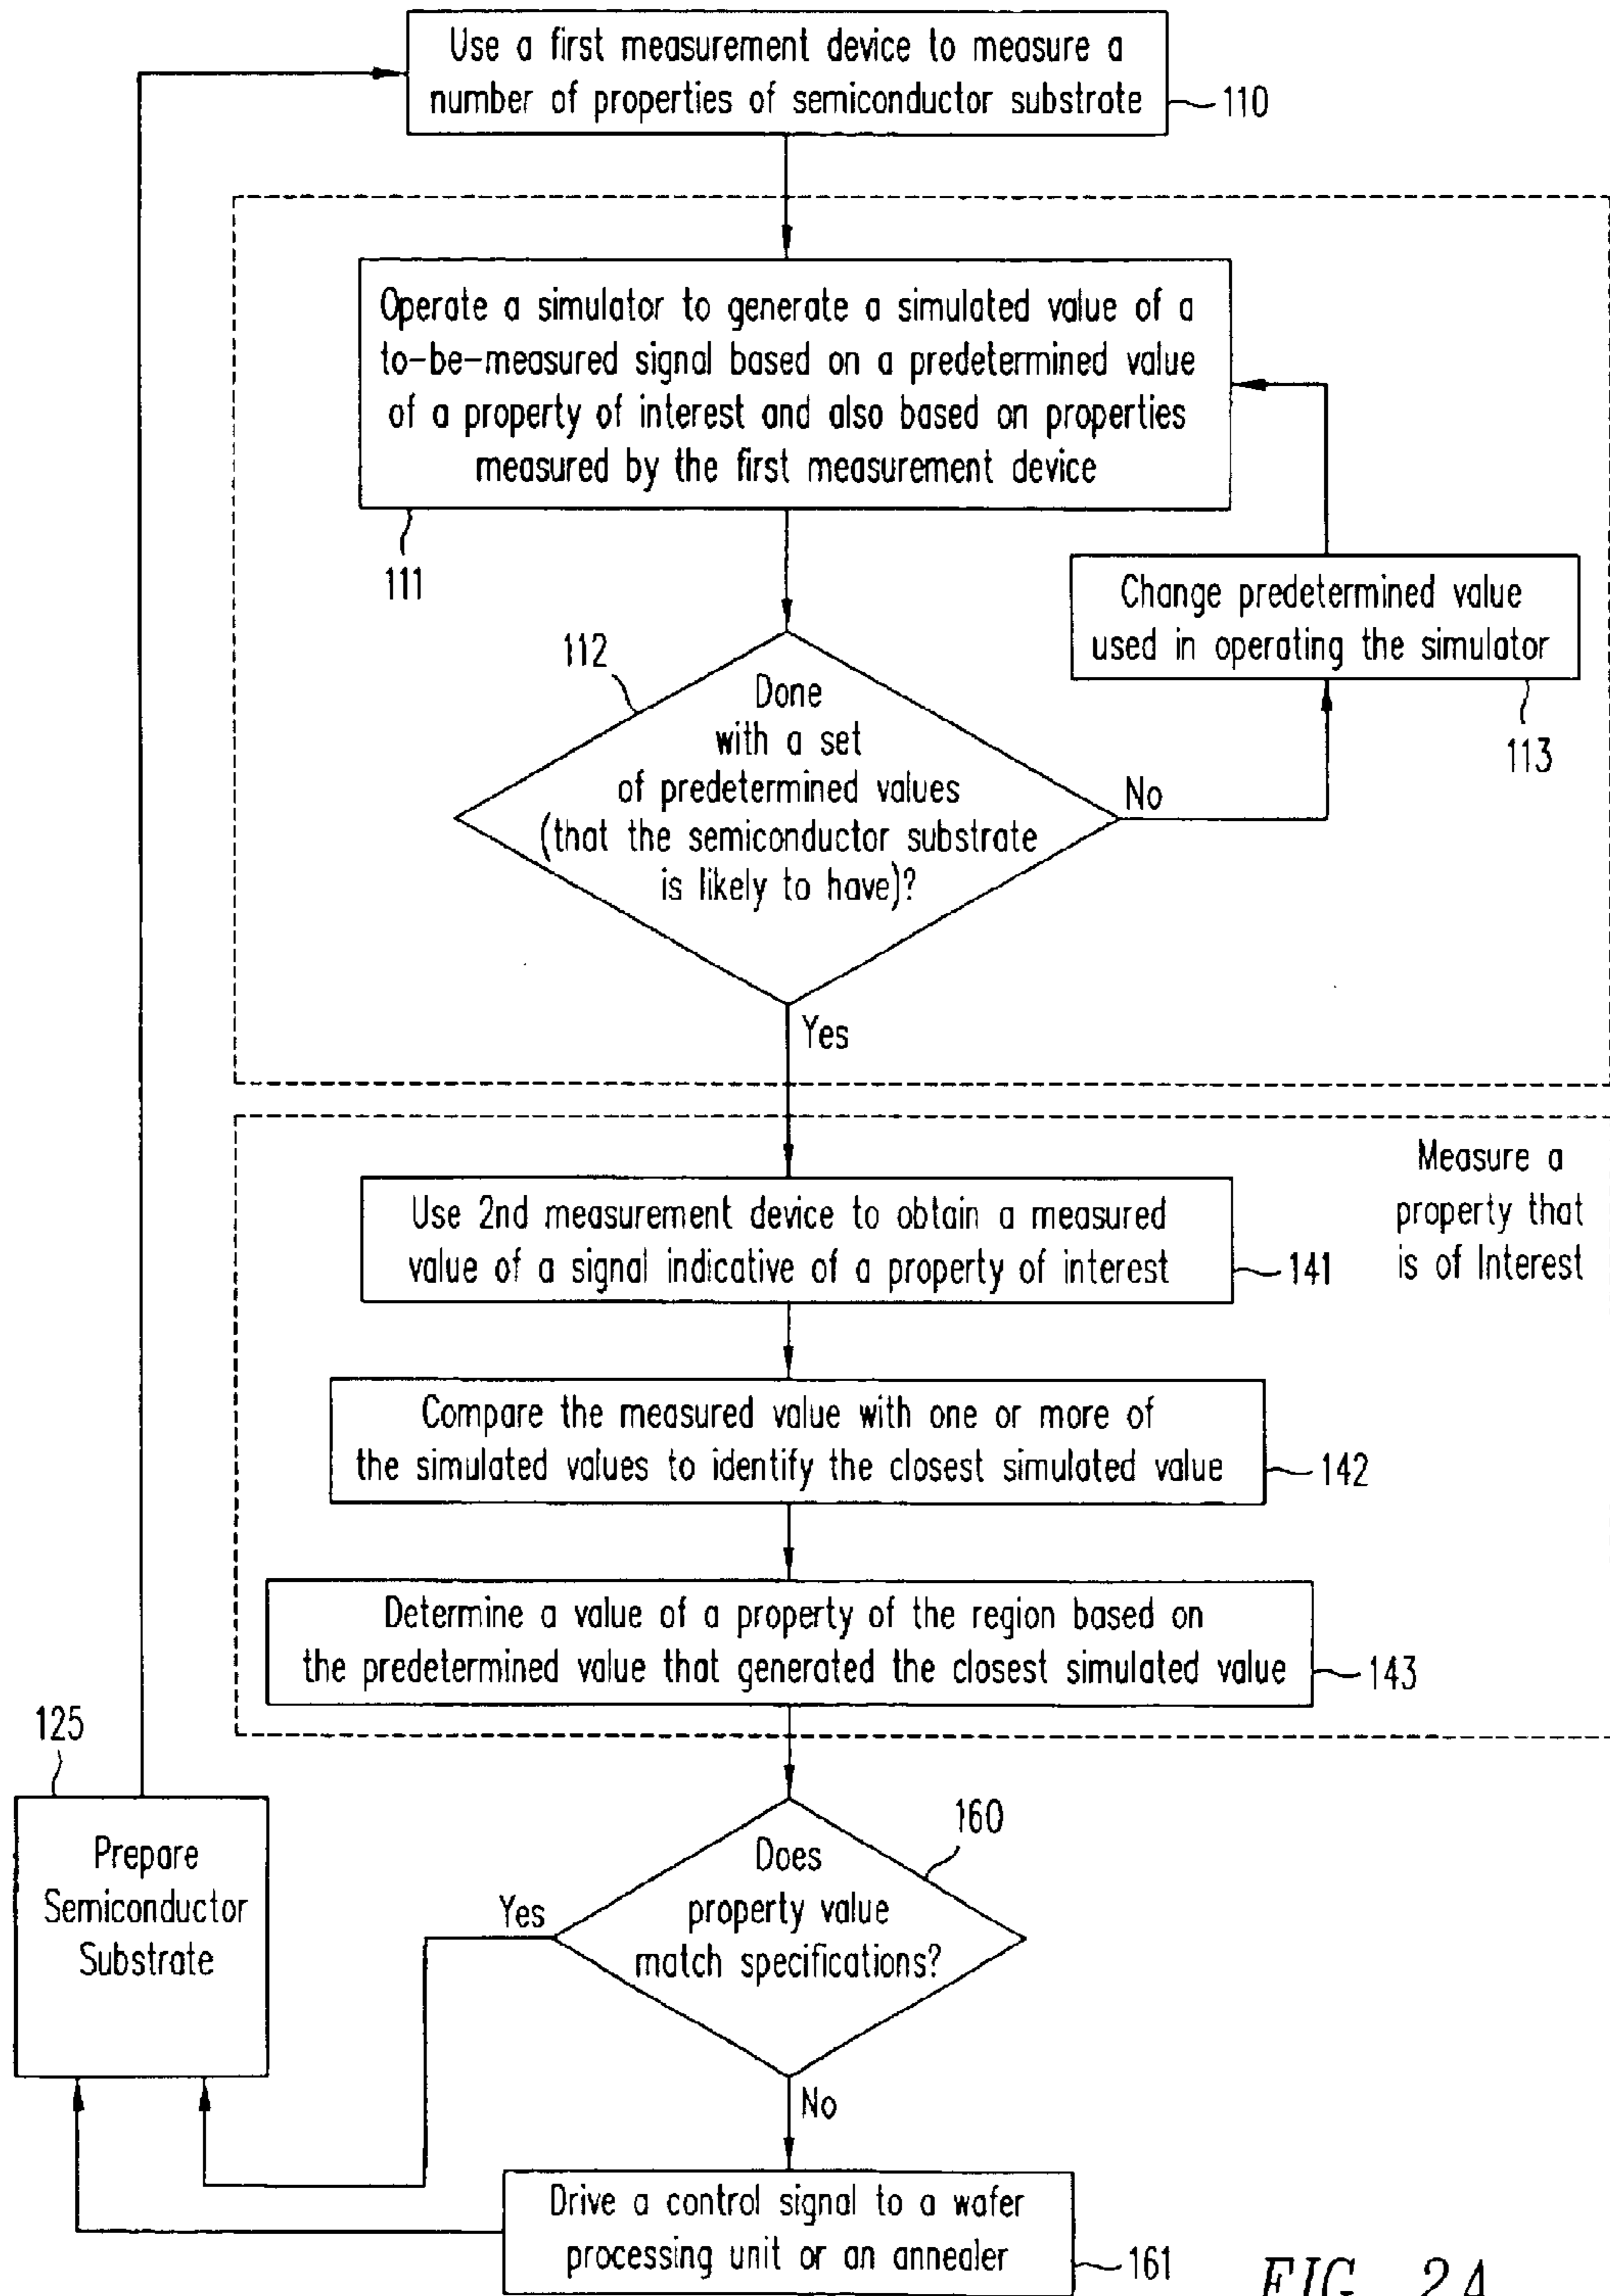 Use a first measurement device to measure a
number of properties of semiconductor substrate
110
Operate a simulator to generate a simulated value of a
to-be-measured signal based on a predetermined value
of a property of interest and also based on properties
measured by the first measurement device
111
Change predetermined value
used in operating the simulator
113
112
Done
with a set
of predetermined values
(that the semiconductor substrate
is likely to have)?
No
Yes
Measure a
property that
is of Interest
Use 2nd measurement device to obtain a measured
value of a signal indicative of a property of interest
141
Compare the measured value with one or more of
the simulated values to identify the closest simulated value
142
Determine a value of a property of the region based on
the predetermined value that generated the closest simulated value
143
125
Prepare
Semiconductor
Substrate
160
Does
property value
match specifications?
Yes
No
Drive a control signal to a wafer
processing unit or an annealer
161
FIG. 2A